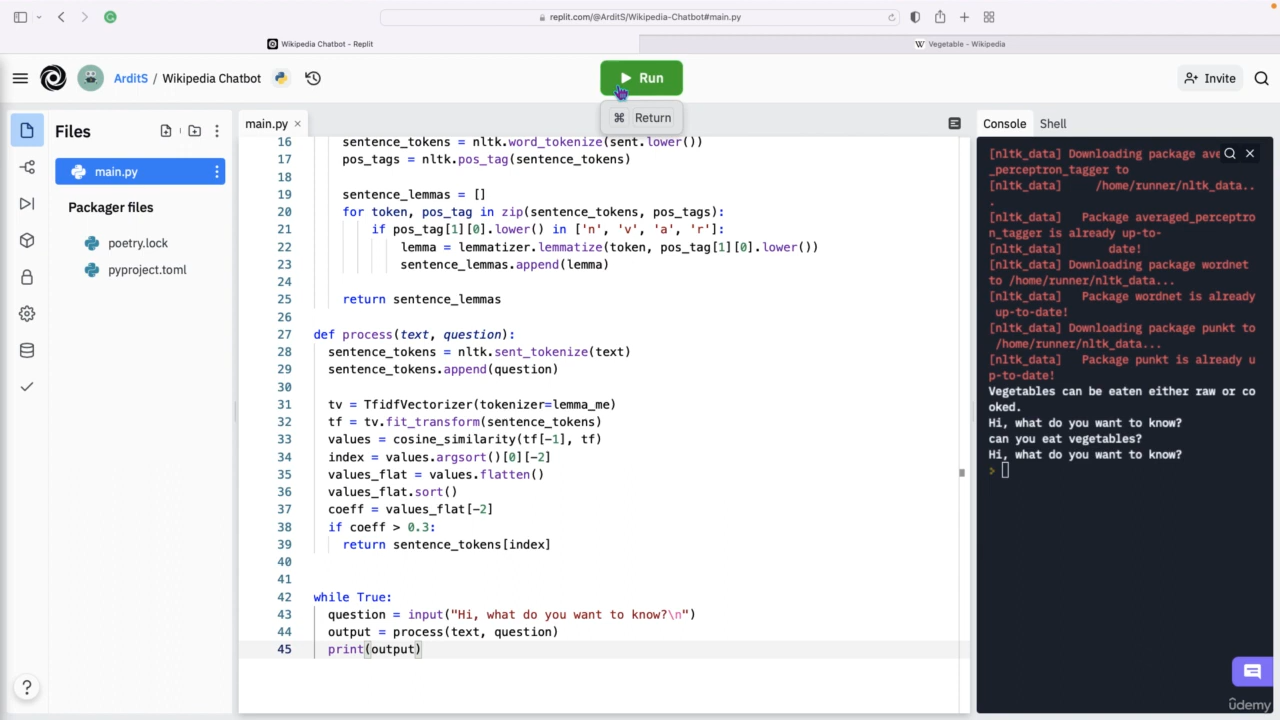 replit.com/@ArditS/Wikipedia-Chatbot#main.py
Wikipedia Chatbot - Replit
W Vegetable - Wikipedia
ArditS / Wikipedia Chatbot
Run
Invite
⌘ Return
Files
main.py
Packager files
poetry.lock
pyproject.toml
main.py ×
16 sentence_tokens = nltk.word_tokenize(sent.lower())
17 pos_tags = nltk.pos_tag(sentence_tokens)
18
19 sentence_lemmas = []
20 for token, pos_tag in zip(sentence_tokens, pos_tags):
21 if pos_tag[1][0].lower() in ['n', 'v', 'a', 'r']:
22 lemma = lemmatizer.lemmatize(token, pos_tag[1][0].lower())
23 sentence_lemmas.append(lemma)
24
25 return sentence_lemmas
26
27 def process(text, question):
28 sentence_tokens = nltk.sent_tokenize(text)
29 sentence_tokens.append(question)
30
31 tv = TfidfVectorizer(tokenizer=lemma_me)
32 tf = tv.fit_transform(sentence_tokens)
33 values = cosine_similarity(tf[-1], tf)
34 index = values.argsort()[0][-2]
35 values_flat = values.flatten()
36 values_flat.sort()
37 coeff = values_flat[-2]
38 if coeff > 0.3:
39 return sentence_tokens[index]
40
41
42 while True:
43 question = input("Hi, what do you want to know?\n")
44 output = process(text, question)
45 print(output)
Console Shell
[nltk_data] Downloading package ave
_perceptron_tagger to
[nltk_data] /home/runner/nltk_data..
.
[nltk_data] Package averaged_perceptro
n_tagger is already up-to-
[nltk_data] date!
[nltk_data] Downloading package wordnet
to /home/runner/nltk_data...
[nltk_data] Package wordnet is already
up-to-date!
[nltk_data] Downloading package punkt to
/home/runner/nltk_data...
[nltk_data] Package punkt is already u
p-to-date!
Vegetables can be eaten either raw or co
oked.
Hi, what do you want to know?
can you eat vegetables?
Hi, what do you want to know?
>
?
ûdemy